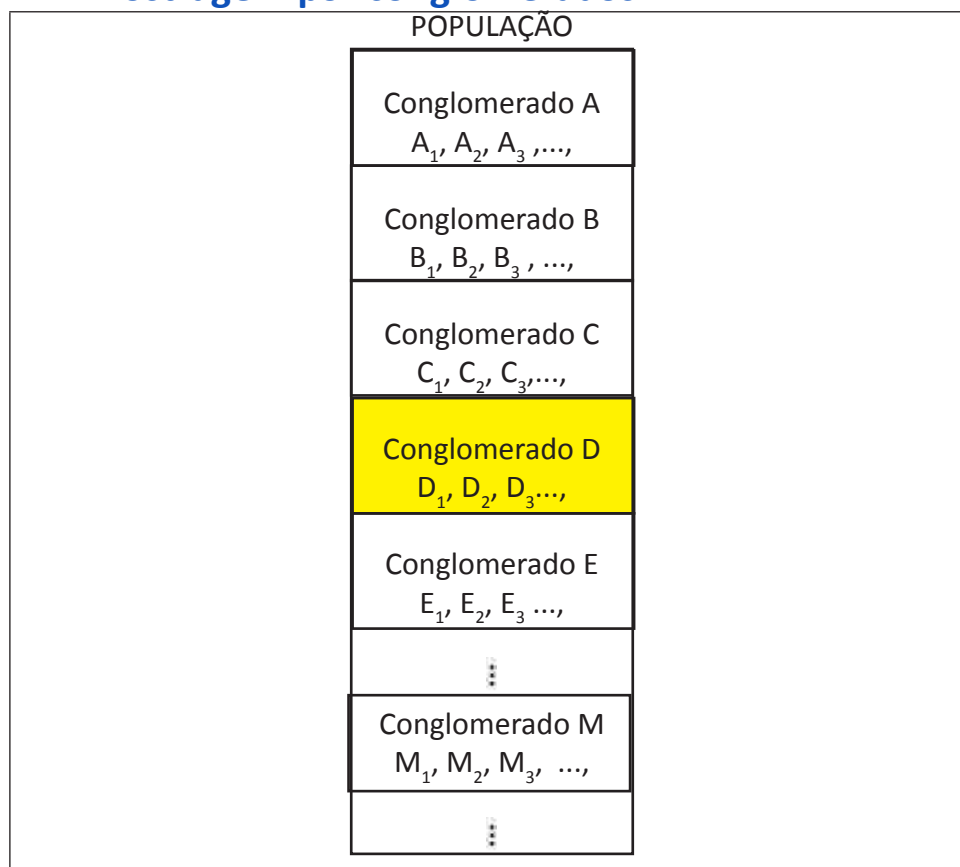 POPULAÇÃO
Conglomerado A
A₁, A₂, A₃ ,...,
Conglomerado B
B₁, B₂, B₃ , ...,
Conglomerado C
C₁, C₂, C₃,...,
Conglomerado D
D₁, D₂, D₃...,
Conglomerado E
E₁, E₂, E₃ ...,
Conglomerado M
M₁, M₂, M₃, ...,